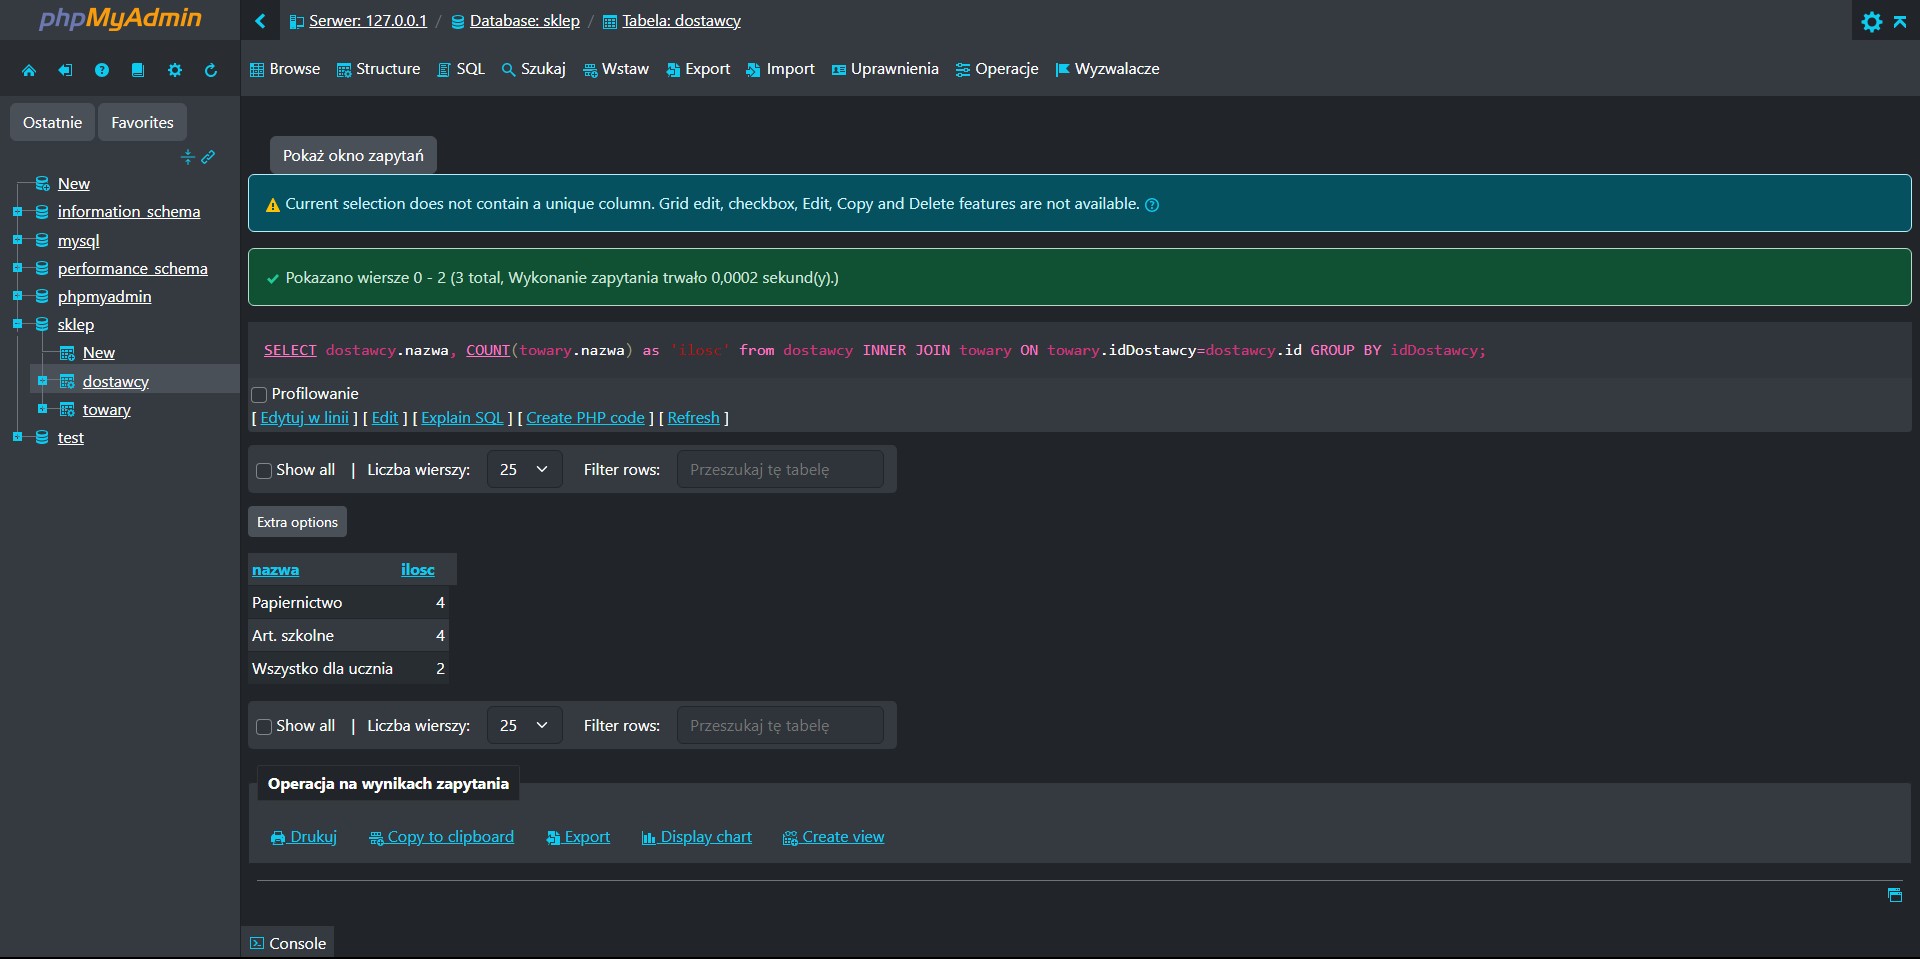 phpMyAdmin
Serwer: 127.0.0.1 / Database: sklep / Tabela: dostawcy
Browse Structure SQL Szukaj Wstaw Export Import Uprawnienia Operacje Wyzwalacze
Ostatnie Favorites
New
information_schema
mysql
performance_schema
phpmyadmin
sklep
New
dostawcy
towary
test
Pokaż okno zapytań
Current selection does not contain a unique column. Grid edit, checkbox, Edit, Copy and Delete features are not available.
Pokazano wiersze 0 - 2 (3 total, Wykonanie zapytania trwało 0,0002 sekund(y).)
SELECT dostawcy.nazwa, COUNT(towary.nazwa) as 'ilosc' from dostawcy INNER JOIN towary ON towary.idDostawcy=dostawcy.id GROUP BY idDostawcy;
Profilowanie
[ Edytuj w linii ] [ Edit ] [ Explain SQL ] [ Create PHP code ] [ Refresh ]
Show all | Liczba wierszy: 25 Filter rows: Przeszukaj tę tabelę
Extra options
nazwa ilosc
Papiernictwo 4
Art. szkolne 4
Wszystko dla ucznia 2
Show all | Liczba wierszy: 25 Filter rows: Przeszukaj tę tabelę
Operacja na wynikach zapytania
Drukuj Copy to clipboard Export Display chart Create view
Console